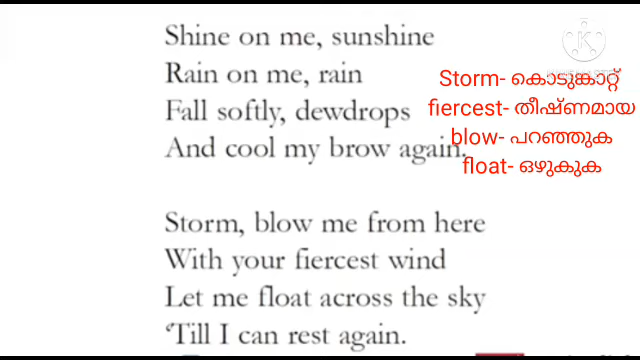 Shine on me, sunshine
Rain on me, rain
Fall softly, dewdrops
And cool my brow again.
Storm- കൊടുങ്കാറ്റ്
fiercest- തീഷ്ണമായ
blow- പറഞ്ഞുക
float- ഒഴുകുക
Storm, blow me from here
With your fiercest wind
Let me float across the sky
‘Till I can rest again.